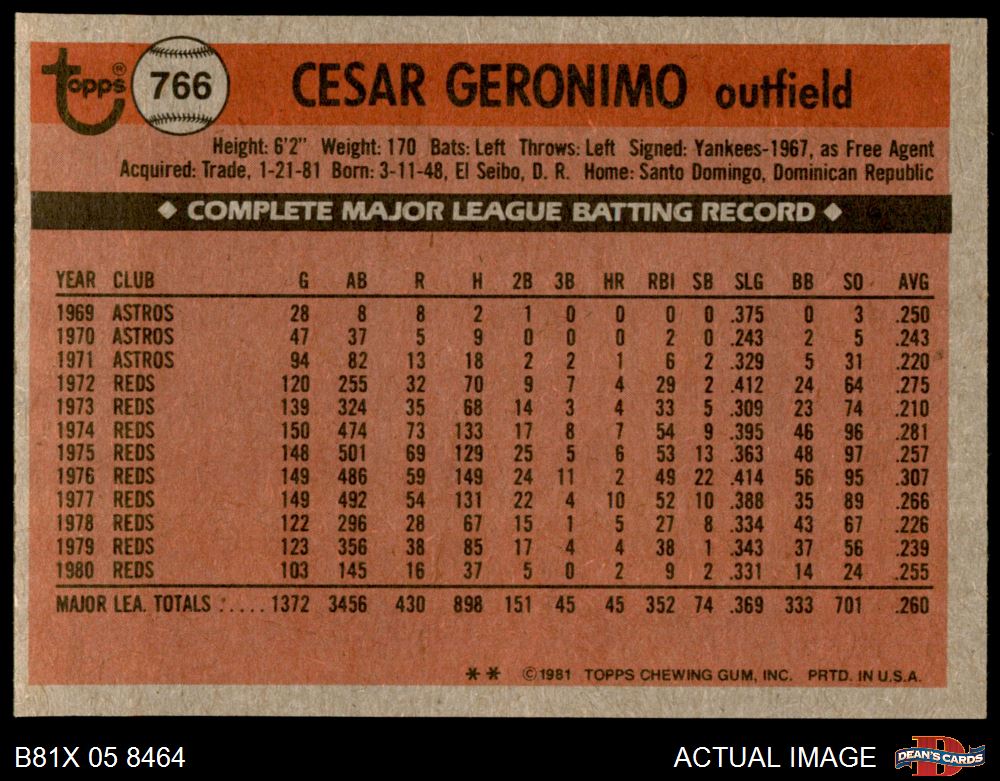 topps® 766 CESAR GERONIMO outfield
Height: 6'2" Weight: 170 Bats: Left Throws: Left Signed: Yankees-1967, as Free Agent
Acquired: Trade, 1-21-81 Born: 3-11-48, El Seibo, D. R. Home: Santo Domingo, Dominican Republic
◆ COMPLETE MAJOR LEAGUE BATTING RECORD ◆
YEAR CLUB G AB R H 2B 3B HR RBI SB SLG BB SO AVG
1969 ASTROS 28 8 8 2 1 0 0 0 0 .375 0 3 .250
1970 ASTROS 47 37 5 9 0 0 0 2 0 .243 2 5 .243
1971 ASTROS 94 82 13 18 2 2 1 6 2 .329 5 31 .220
1972 REDS 120 255 32 70 9 7 4 29 2 .412 24 64 .275
1973 REDS 139 324 35 68 14 3 4 33 5 .309 23 74 .210
1974 REDS 150 474 73 133 17 8 7 54 9 .395 46 96 .281
1975 REDS 148 501 69 129 25 5 6 53 13 .363 48 97 .257
1976 REDS 149 486 59 149 24 11 2 49 22 .414 56 95 .307
1977 REDS 149 492 54 131 22 4 10 52 10 .388 35 89 .266
1978 REDS 122 296 28 67 15 1 5 27 8 .334 43 67 .226
1979 REDS 123 356 38 85 17 4 4 38 1 .343 37 56 .239
1980 REDS 103 145 16 37 5 0 2 9 2 .331 14 24 .255
MAJOR LEA. TOTALS :.... 1372 3456 430 898 151 45 45 352 74 .369 333 701 .260
** ©1981 TOPPS CHEWING GUM, INC. PRTD. IN U.S.A.
B81X 05 8464 ACTUAL IMAGE D DEAN'S CARDS